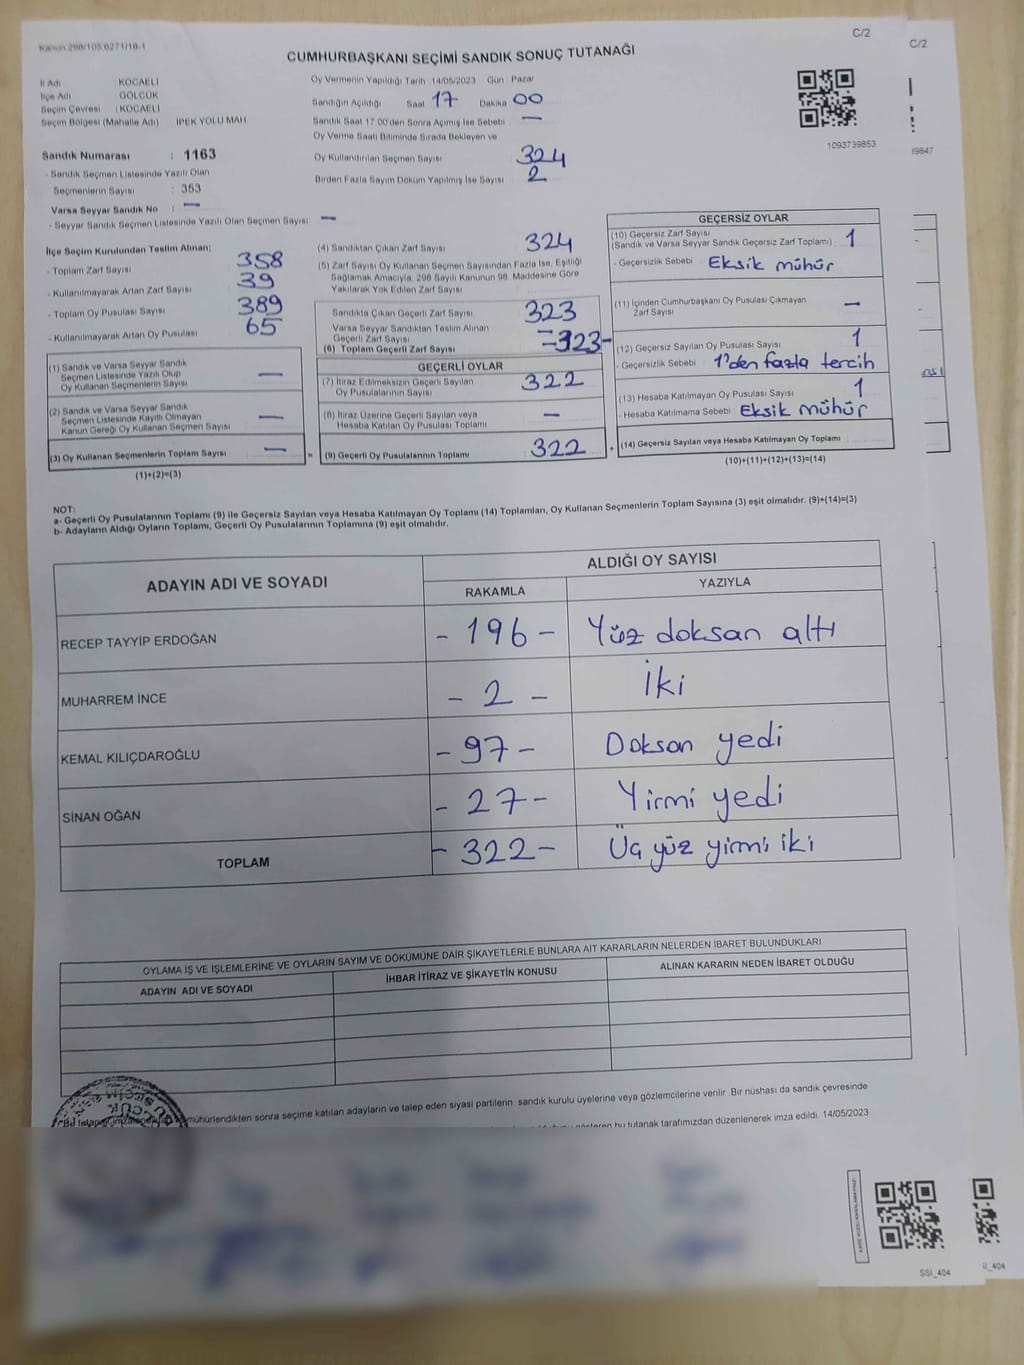 Kanun 298/105 6271/18-1
C/2
C/2
CUMHURBAŞKANI SEÇİMİ SANDIK SONUÇ TUTANAĞI
İl Adı KOCAELİ
İlçe Adı GÖLCÜK
Seçim Çevresi : KOCAELİ
Seçim Bölgesi (Mahalle Adı) : İPEK YOLU MAH
Oy Vermenin Yapıldığı Tarih 14/05/2023 Gün : Pazar
Sandığın Açıldığı Saat 17 Dakika 00
Sandık Saat 17:00'den Sonra Açılmış İse Sebebi —
Oy Verme Saati Bitiminde Sırada Bekleyen ve
Oy Kullandırılan Seçmen Sayısı 324
Birden Fazla Sayım Döküm Yapılmış İse Sayısı 2
1093739853
Sandık Numarası : 1163
- Sandık Seçmen Listesinde Yazılı Olan
Seçmenlerin Sayısı : 353
Varsa Seyyar Sandık No : —
- Seyyar Sandık Seçmen Listesinde Yazılı Olan Seçmen Sayısı : —
İlçe Seçim Kurulundan Teslim Alınan;
- Toplam Zarf Sayısı 358
- Kullanılmayarak Artan Zarf Sayısı 39
- Toplam Oy Pusulası Sayısı 389
- Kullanılmayarak Artan Oy Pusulası 65
(1) Sandık ve Varsa Seyyar Sandık
Seçmen Listesinde Yazılı Olup
Oy Kullanan Seçmenlerin Sayısı —
(2) Sandık ve Varsa Seyyar Sandık
Seçmen Listesinde Kayıtlı Olmayan
Kanun Gereği Oy Kullanan Seçmen Sayısı —
(3) Oy Kullanan Seçmenlerin Toplam Sayısı —
(1)+(2)=(3)
(4) Sandıktan Çıkan Zarf Sayısı 324
(5) Zarf Sayısı Oy Kullanan Seçmen Sayısından Fazla İse, Eşitliği
Sağlamak Amacıyla, 298 Sayılı Kanunun 98. Maddesine Göre
Yakılarak Yok Edilen Zarf Sayısı
Sandıkta Çıkan Geçerli Zarf Sayısı 323
Varsa Seyyar Sandıktan Teslim Alınan
Geçerli Zarf Sayısı —
(6) Toplam Geçerli Zarf Sayısı -323-
GEÇERLİ OYLAR
(7) İtiraz Edilmeksizin Geçerli Sayılan
Oy Pusulalarının Sayısı 322
(8) İtiraz Üzerine Geçerli Sayılan veya
Hesaba Katılan Oy Pusulası Toplamı —
(9) Geçerli Oy Pusulalarının Toplamı 322
GEÇERSİZ OYLAR
(10) Geçersiz Zarf Sayısı
(Sandık ve Varsa Seyyar Sandık Geçersiz Zarf Toplamı) : 1
- Geçersizlik Sebebi : Eksik mühür
(11) İçinden Cumhurbaşkanı Oy Pusulası Çıkmayan
Zarf Sayısı —
(12) Geçersiz Sayılan Oy Pusulası Sayısı 1
- Geçersizlik Sebebi : 1'den fazla tercih
(13) Hesaba Katılmayan Oy Pusulası Sayısı 1
- Hesaba Katılmama Sebebi : Eksik mühür
+ (14) Geçersiz Sayılan veya Hesaba Katılmayan Oy Toplamı
(10)+(11)+(12)+(13)=(14)
NOT:
a- Geçerli Oy Pusulalarının Toplamı (9) ile Geçersiz Sayılan veya Hesaba Katılmayan Oy Toplamı (14) Toplamları, Oy Kullanan Seçmenlerin Toplam Sayısına (3) eşit olmalıdır. (9)+(14)=(3)
b- Adayların Aldığı Oyların Toplamı, Geçerli Oy Pusulalarının Toplamına (9) eşit olmalıdır.
ADAYIN ADI VE SOYADI ALDIĞI OY SAYISI
RAKAMLA YAZIYLA
RECEP TAYYİP ERDOĞAN - 196 - Yüz doksan altı
MUHARREM İNCE - 2 - İki
KEMAL KILIÇDAROĞLU - 97 - Doksan yedi
SİNAN OĞAN - 27 - Yirmi yedi
TOPLAM - 322 - Üç yüz yirmi iki
OYLAMA İŞ VE İŞLEMLERİNE VE OYLARIN SAYIM VE DÖKÜMÜNE DAİR ŞİKAYETLERLE BUNLARA AİT KARARLARIN NELERDEN İBARET BULUNDUKLARI
ADAYIN ADI VE SOYADI İHBAR İTİRAZ VE ŞİKAYETİN KONUSU ALINAN KARARIN NEDEN İBARET OLDUĞU
mühürlendikten sonra seçime katılan adayların ve talep eden siyasi partilerin sandık kurulu üyelerine veya gözlemcilerine verilir. Bir nüshası da sandık çevresinde
bu tutanak tarafımızdan düzenlenerek imza edildi. 14/05/2023
SSI_404